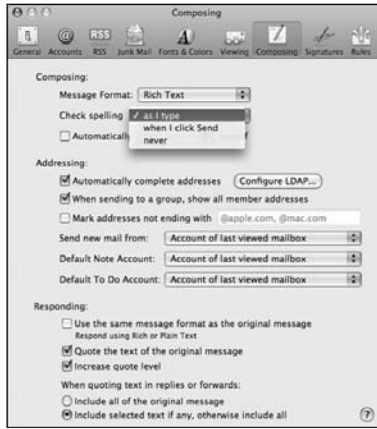 Composing
General Accounts RSS Junk Mail Fonts & Colors Viewing Composing Signatures Rules
Composing:
Message Format: Rich Text
Check spelling ✓ as I type
when I click Send
never
Automatically
Addressing:
Automatically complete addresses Configure LDAP...
When sending to a group, show all member addresses
Mark addresses not ending with @apple.com, @mac.com
Send new mail from: Account of last viewed mailbox
Default Note Account: Account of last viewed mailbox
Default To Do Account: Account of last viewed mailbox
Responding:
Use the same message format as the original message
Respond using Rich or Plain Text
Quote the text of the original message
Increase quote level
When quoting text in replies or forwards:
Include all of the original message
Include selected text if any, otherwise include all
?